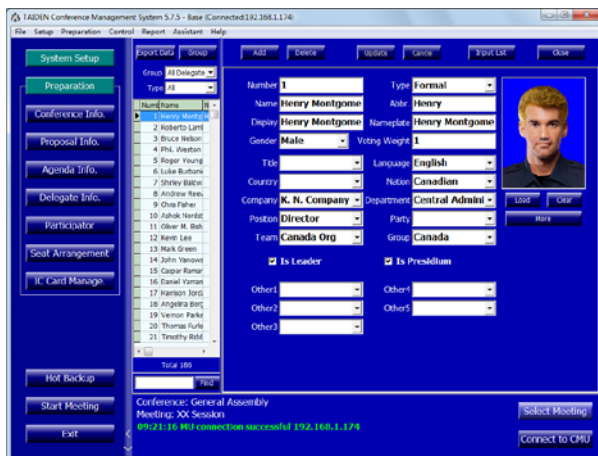 TAIDEN Conference Management System 5.7.5 - Base (Connected:192.168.1.174)
File Setup Preparation Control Report Assistant Help
System Setup
Preparation
Conference Info.
Proposal Info.
Agenda Info.
Delegate Info.
Participator
Seat Arrangement
IC Card Manage.
Hot Backup
Start Meeting
Exit
Export Data Group
Group All Delegate
Type All
Num Name N
1 Henry Montg H
2 Roberto Lam
3 Bruce Nelson
4 Phil Weston
5 Roger Young
6 Luke Burbani
7 Shirley Baldw
8 Andrew Reev
9 Chris Fisher
10 Ashok Nerdst
11 Oliver M. Bish
12 Kevin Lee
13 Mark Green
14 John Yanows
15 Caspar Ramar
16 Daniel Yaman
17 Harrison Jord
18 Angelina Berg
19 Vernon Parke
20 Thomas Furle
21 Timothy
Total 186
Find
Add Delete Update Cancel Input List Close
Number 1 Type Formal
Name Henry Montgome Abbr. Henry
Display Henry Montgome Nameplate Henry Montgome
Gender Male Voting Weight 1
Title Language English
Country Nation Canadian
Company K. N. Company Department Central Admini
Position Director Party
Team Canada Org Group Canada
Is Leader Is Presidium
Other1 Other4
Other2 Other5
Other3
Load Clear
More
Conference: General Assembly
Meeting: XX Session
09:21:16 MU connection successful 192.168.1.174
Select Meeting
Connect to CMU